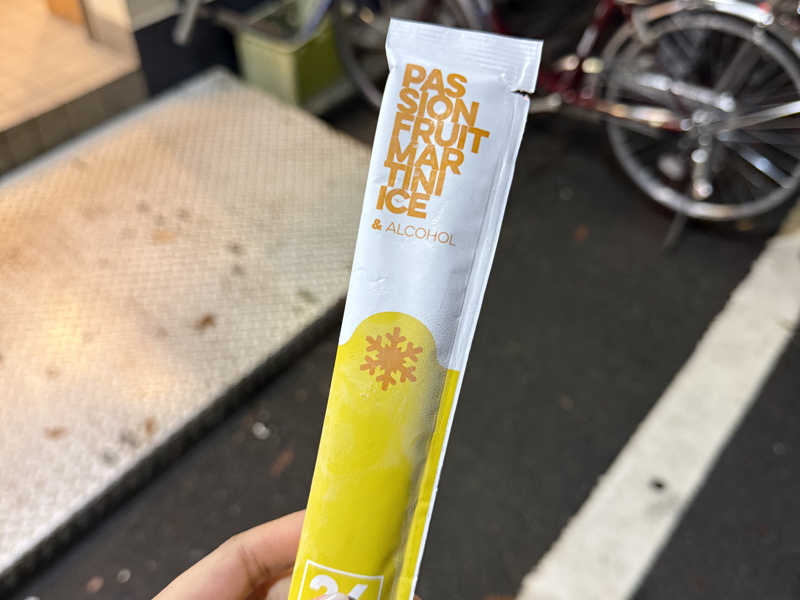 PAS
SION
FRUIT
MAR
TINI
ICE
& ALCOHOL